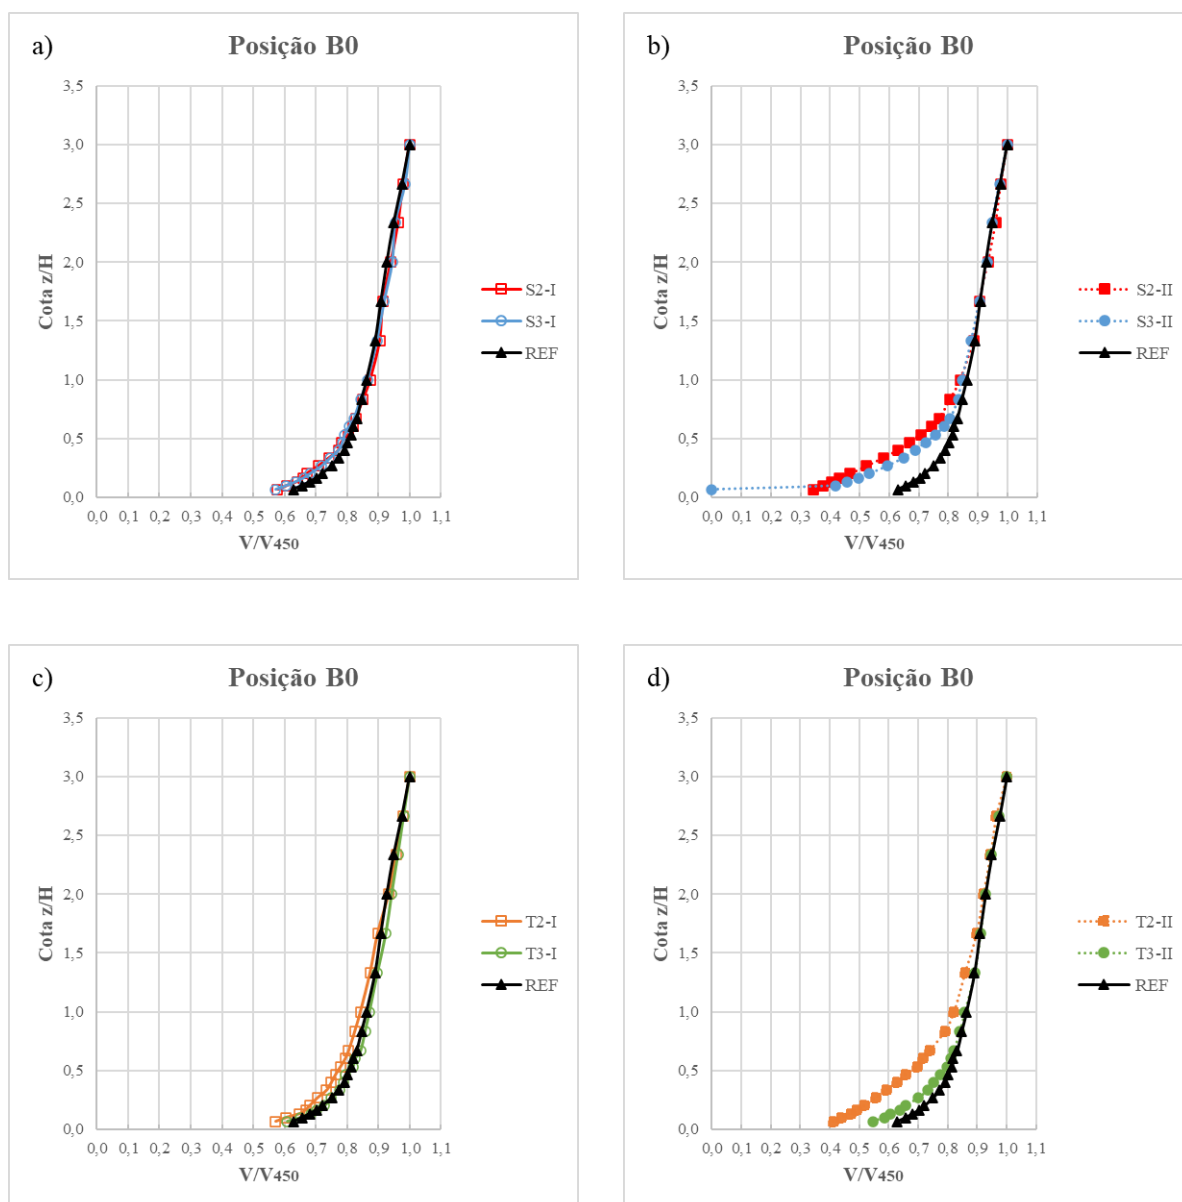 a)
Posição B0
3,5
3,0
2,5
2,0
1,5
1,0
0,5
0,0
Cota z/H
0,0 0,1 0,2 0,3 0,4 0,5 0,6 0,7 0,8 0,9 1,0 1,1
V/V450
S2-I
S3-I
REF
b)
Posição B0
3,5
3,0
2,5
2,0
1,5
1,0
0,5
0,0
Cota z/H
0,0 0,1 0,2 0,3 0,4 0,5 0,6 0,7 0,8 0,9 1,0 1,1
V/V450
S2-II
S3-II
REF
c)
Posição B0
3,5
3,0
2,5
2,0
1,5
1,0
0,5
0,0
Cota z/H
0,0 0,1 0,2 0,3 0,4 0,5 0,6 0,7 0,8 0,9 1,0 1,1
V/V450
T2-I
T3-I
REF
d)
Posição B0
3,5
3,0
2,5
2,0
1,5
1,0
0,5
0,0
Cota z/H
0,0 0,1 0,2 0,3 0,4 0,5 0,6 0,7 0,8 0,9 1,0 1,1
V/V450
T2-II
T3-II
REF